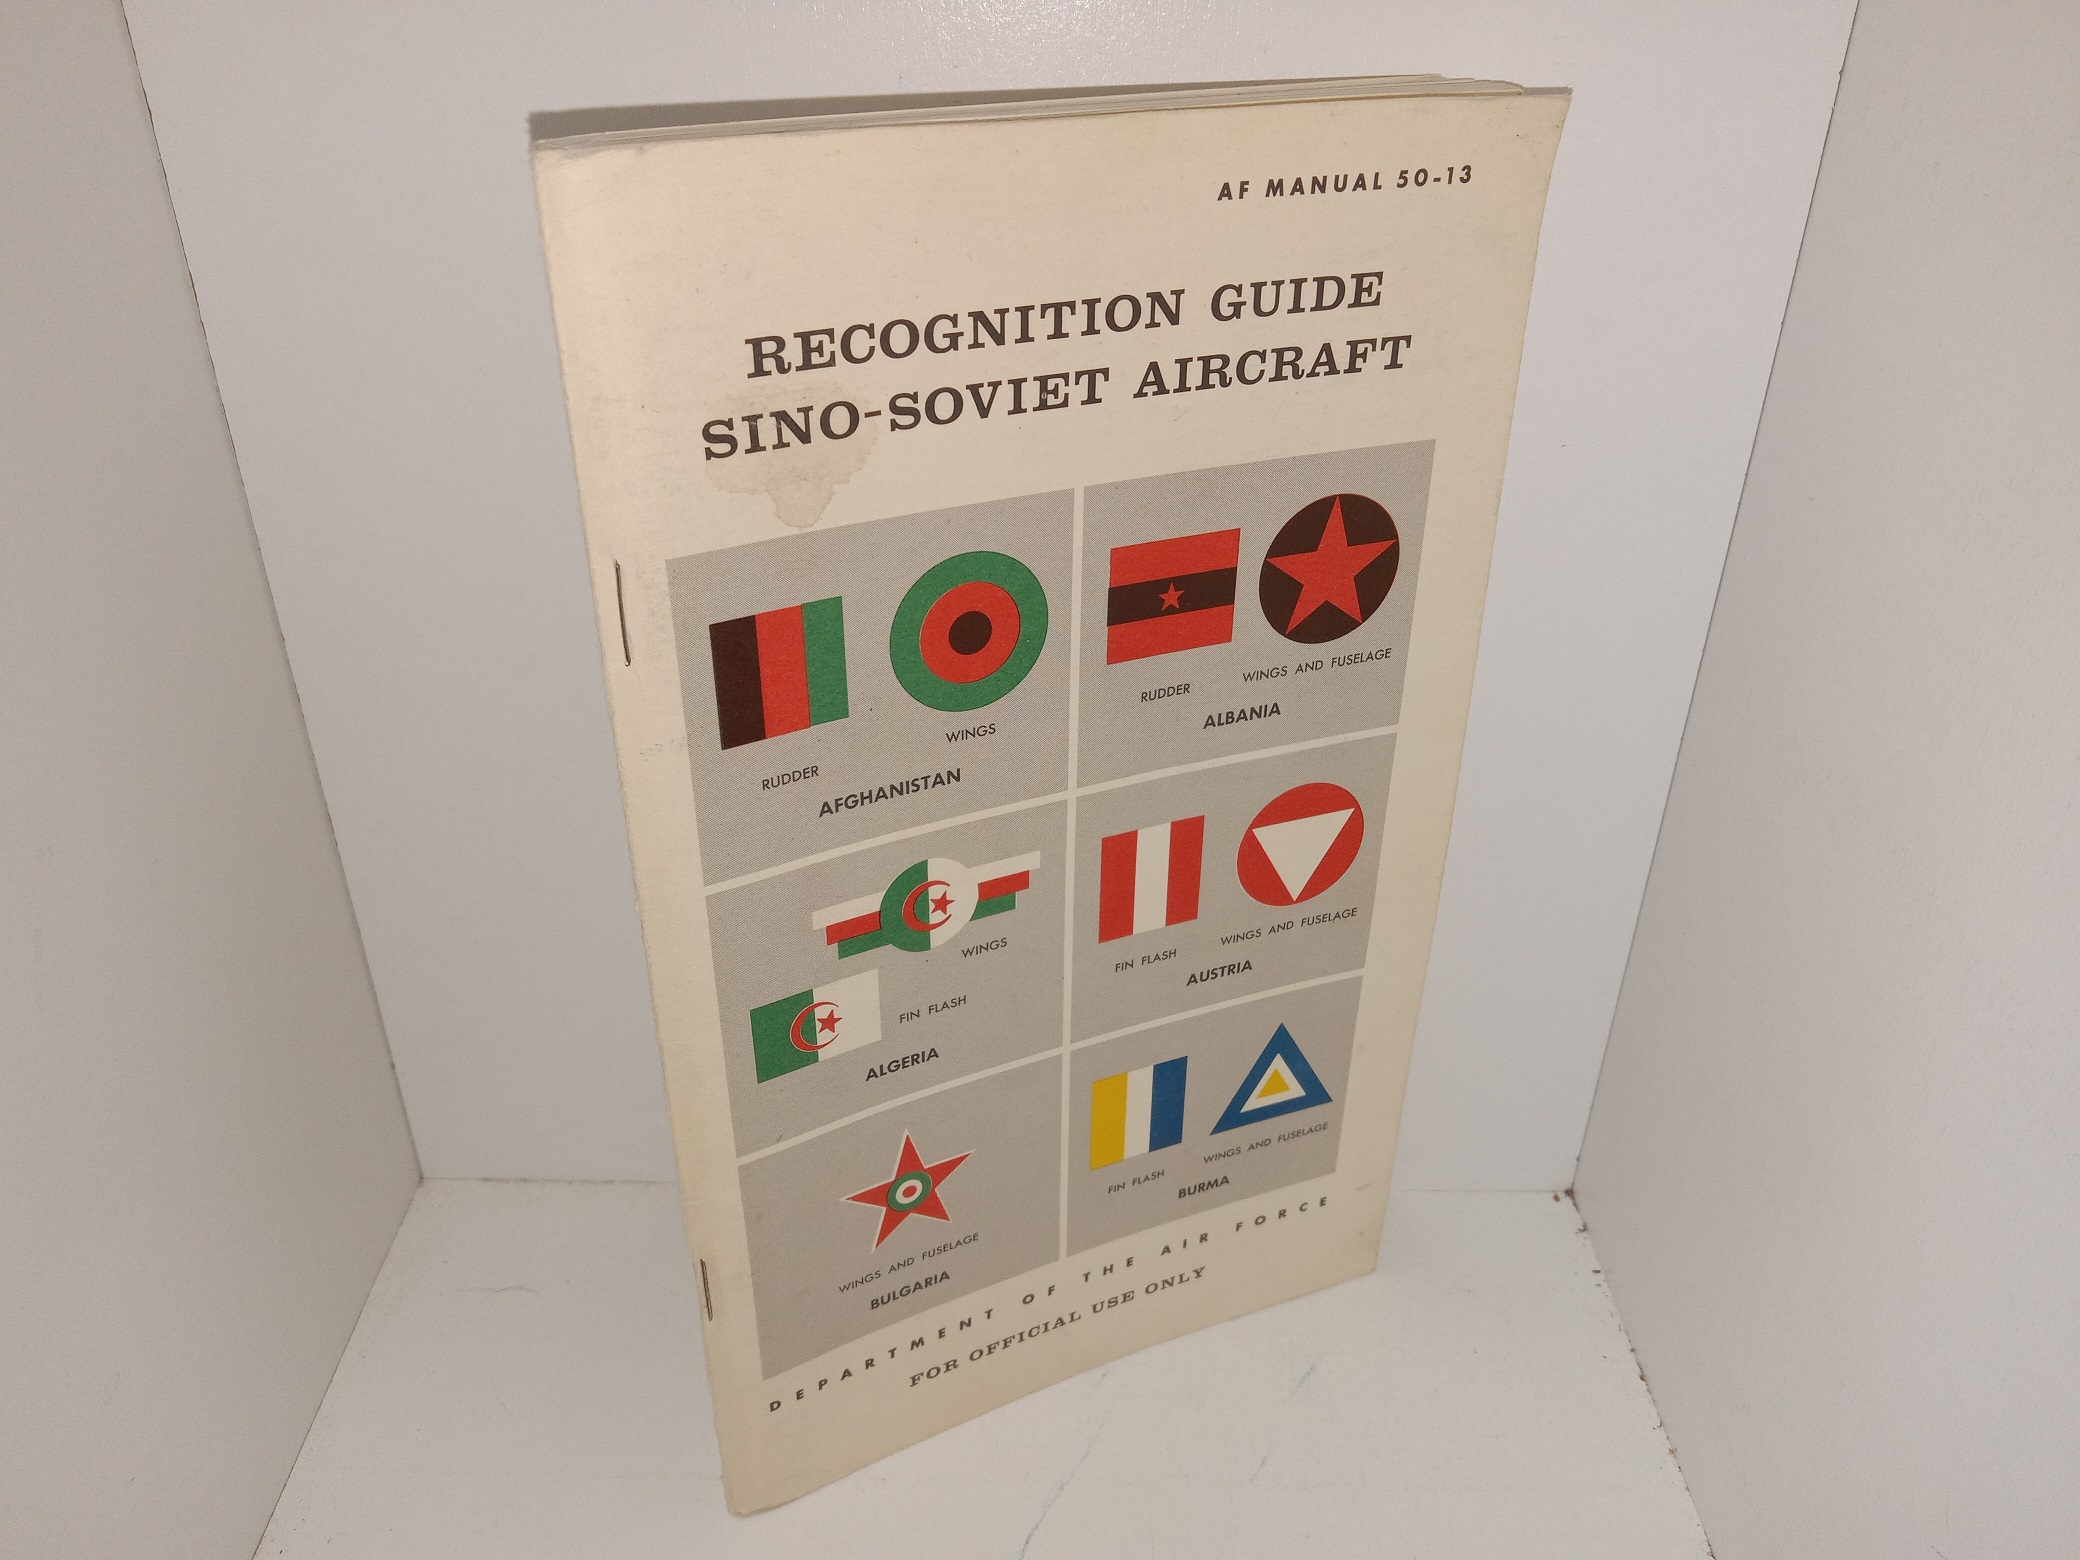 AF MANUAL 50-13
RECOGNITION GUIDE
SINO-SOVIET AIRCRAFT
RUDDER
WINGS
AFGHANISTAN
RUDDER
WINGS AND FUSELAGE
ALBANIA
WINGS
FIN FLASH
ALGERIA
FIN FLASH
WINGS AND FUSELAGE
AUSTRIA
WINGS AND FUSELAGE
BULGARIA
FIN FLASH
WINGS AND FUSELAGE
BURMA
DEPARTMENT OF THE AIR FORCE
FOR OFFICIAL USE ONLY